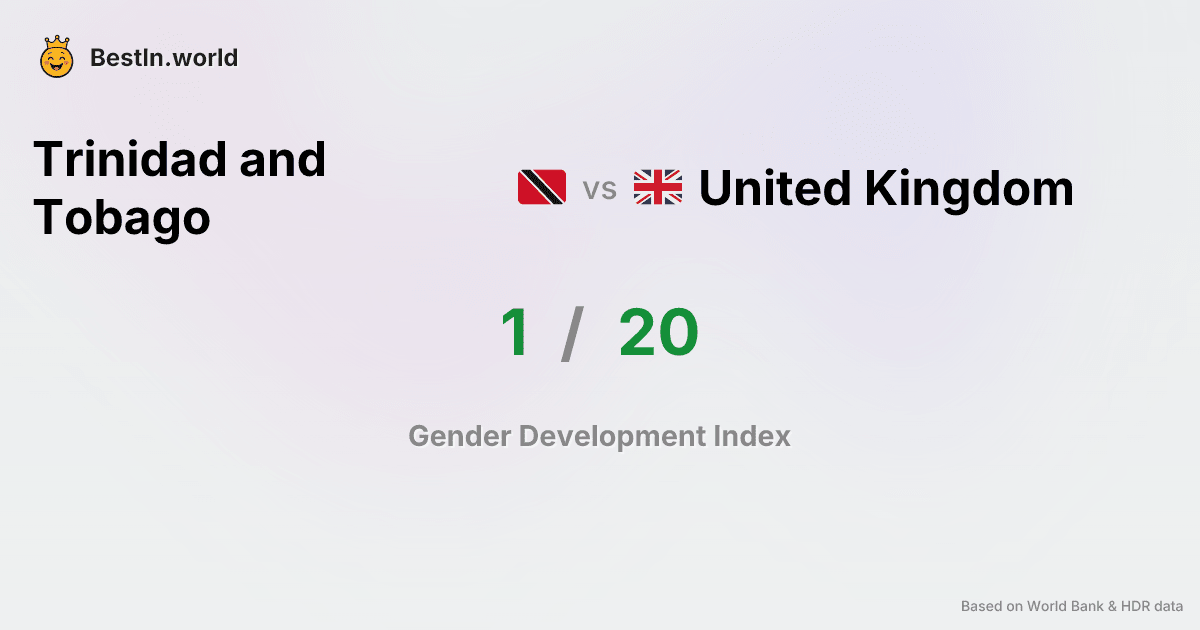 BestIn.world
Trinidad and
Tobago
vs
United Kingdom
1 / 20
Gender Development Index
Based on World Bank & HDR data